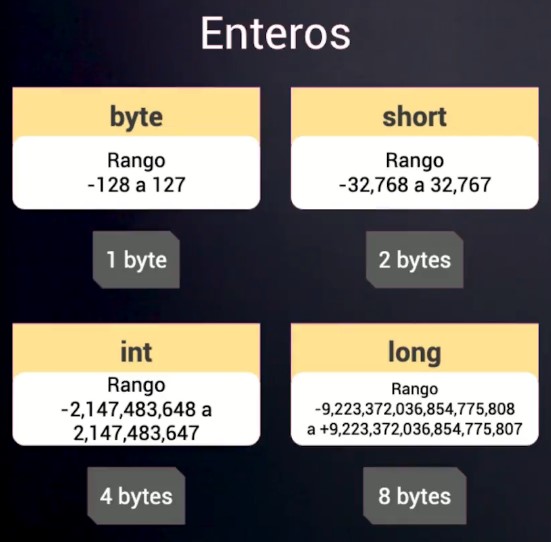 Enteros
byte
Rango
-128 a 127
1 byte
short
Rango
-32,768 a 32,767
2 bytes
int
Rango
-2,147,483,648 a
2,147,483,647
4 bytes
long
Rango
-9,223,372,036,854,775,808
a +9,223,372,036,854,775,807
8 bytes